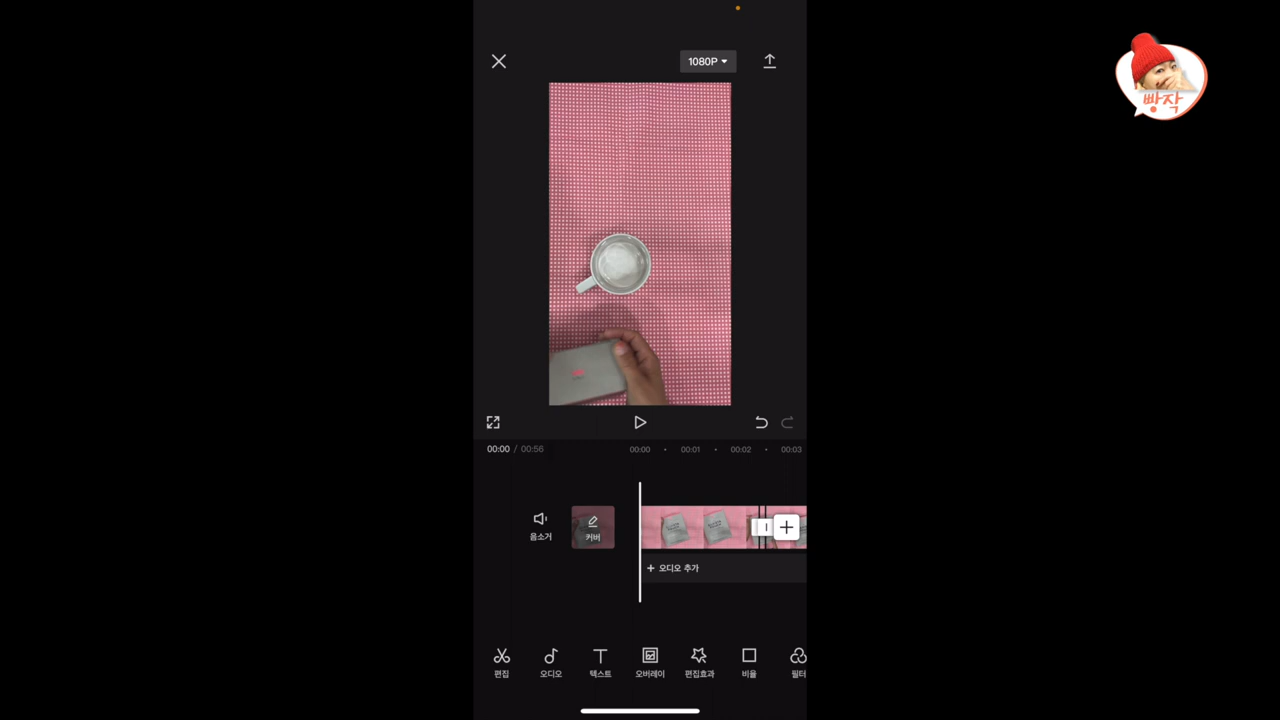 1080P
빵작
00:00 / 00:56
00:00
00:01
00:02
00:03
음소거
커버
오디오 추가
편집
오디오
텍스트
오버레이
편집효과
비율
필터